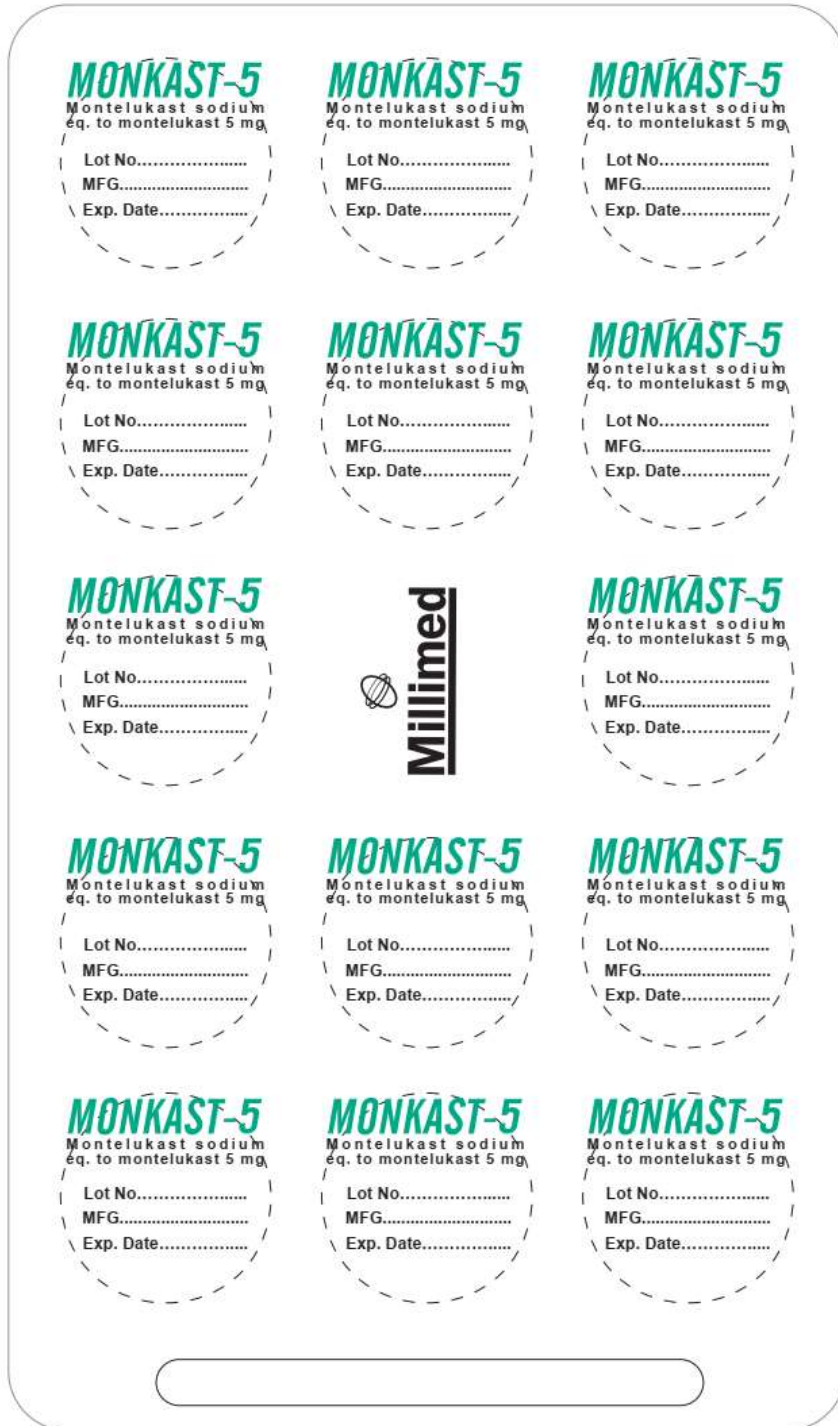 MONKAST-5
Montelukast sodium
eq. to montelukast 5 mg
Lot No......................
MFG............................
Exp. Date..................
MONKAST-5
Montelukast sodium
eq. to montelukast 5 mg
Lot No......................
MFG............................
Exp. Date..................
MONKAST-5
Montelukast sodium
eq. to montelukast 5 mg
Lot No......................
MFG............................
Exp. Date..................
MONKAST-5
Montelukast sodium
eq. to montelukast 5 mg
Lot No......................
MFG............................
Exp. Date..................
MONKAST-5
Montelukast sodium
eq. to montelukast 5 mg
Lot No......................
MFG............................
Exp. Date..................
MONKAST-5
Montelukast sodium
eq. to montelukast 5 mg
Lot No......................
MFG............................
Exp. Date..................
MONKAST-5
Montelukast sodium
eq. to montelukast 5 mg
Lot No......................
MFG............................
Exp. Date..................
Millimed
MONKAST-5
Montelukast sodium
eq. to montelukast 5 mg
Lot No......................
MFG............................
Exp. Date..................
MONKAST-5
Montelukast sodium
eq. to montelukast 5 mg
Lot No......................
MFG............................
Exp. Date..................
MONKAST-5
Montelukast sodium
eq. to montelukast 5 mg
Lot No......................
MFG............................
Exp. Date..................
MONKAST-5
Montelukast sodium
eq. to montelukast 5 mg
Lot No......................
MFG............................
Exp. Date..................
MONKAST-5
Montelukast sodium
eq. to montelukast 5 mg
Lot No......................
MFG............................
Exp. Date..................
MONKAST-5
Montelukast sodium
eq. to montelukast 5 mg
Lot No......................
MFG............................
Exp. Date..................
MONKAST-5
Montelukast sodium
eq. to montelukast 5 mg
Lot No......................
MFG............................
Exp. Date..................